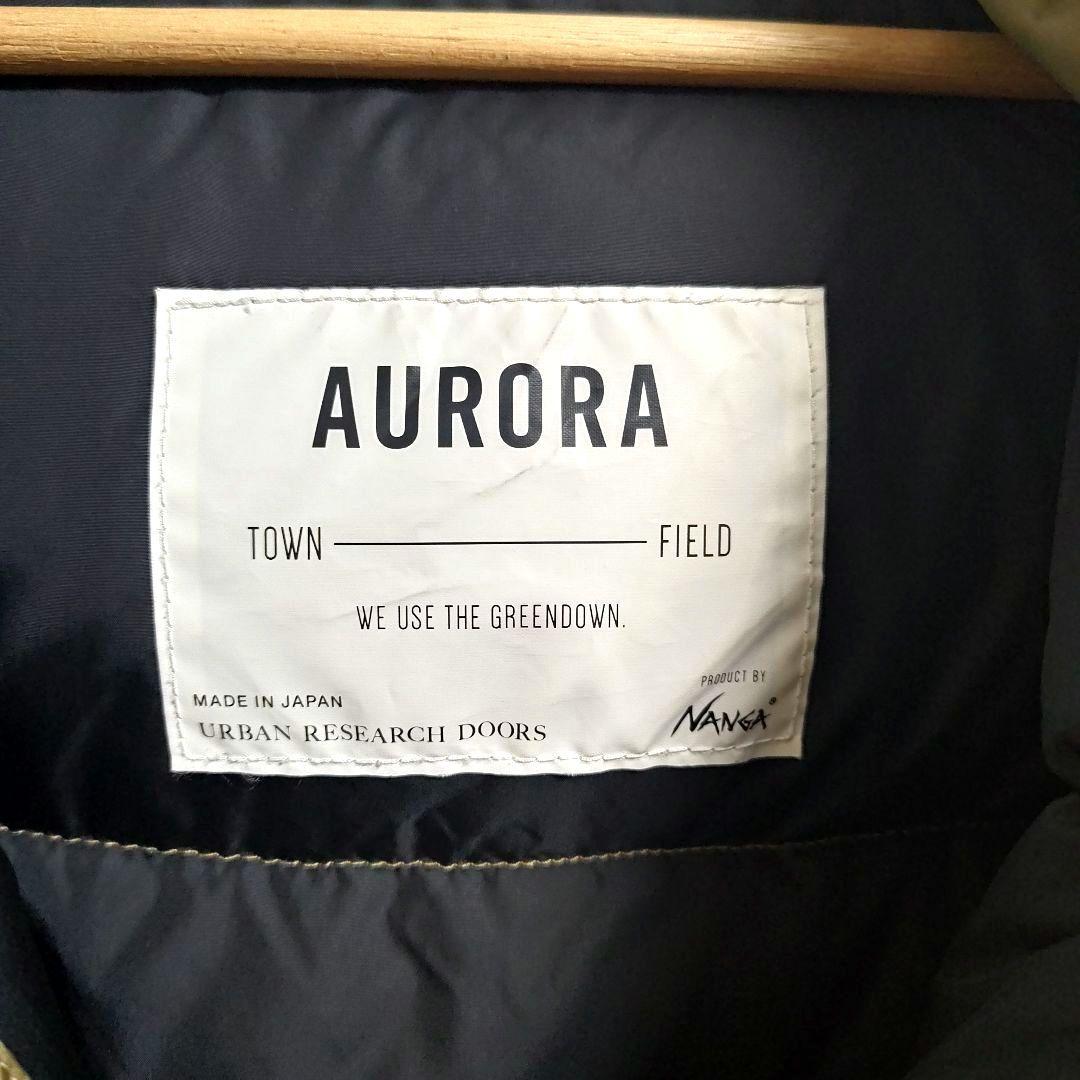 AURORA
TOWN FIELD
WE USE THE GREENDOWN.
PRODUCT BY
MADE IN JAPAN
URBAN RESEARCH DOORS
NANGA®